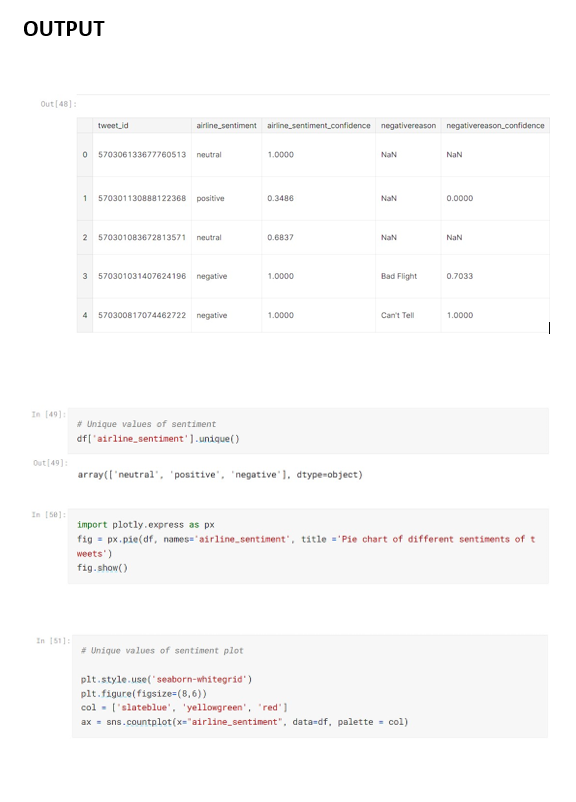 OUTPUT
Out[48]:
tweet_id airline_sentiment airline_sentiment_confidence negativereason negativereason_confidence
0 570306133677760513 neutral 1.0000 NaN NaN
1 570301130888122368 positive 0.3486 NaN 0.0000
2 570301083672813571 neutral 0.6837 NaN NaN
3 570301031407624196 negative 1.0000 Bad Flight 0.7033
4 570300817074462722 negative 1.0000 Can't Tell 1.0000
In [49]:
# Unique values of sentiment
df['airline_sentiment'].unique()
Out[49]:
array(['neutral', 'positive', 'negative'], dtype=object)
In [50]:
import plotly.express as px
fig = px.pie(df, names='airline_sentiment', title ='Pie chart of different sentiments of t
weets')
fig.show()
In [51]:
# Unique values of sentiment plot
plt.style.use('seaborn-whitegrid')
plt.figure(figsize=(8,6))
col = ['slateblue', 'yellowgreen', 'red']
ax = sns.countplot(x="airline_sentiment", data=df, palette = col)